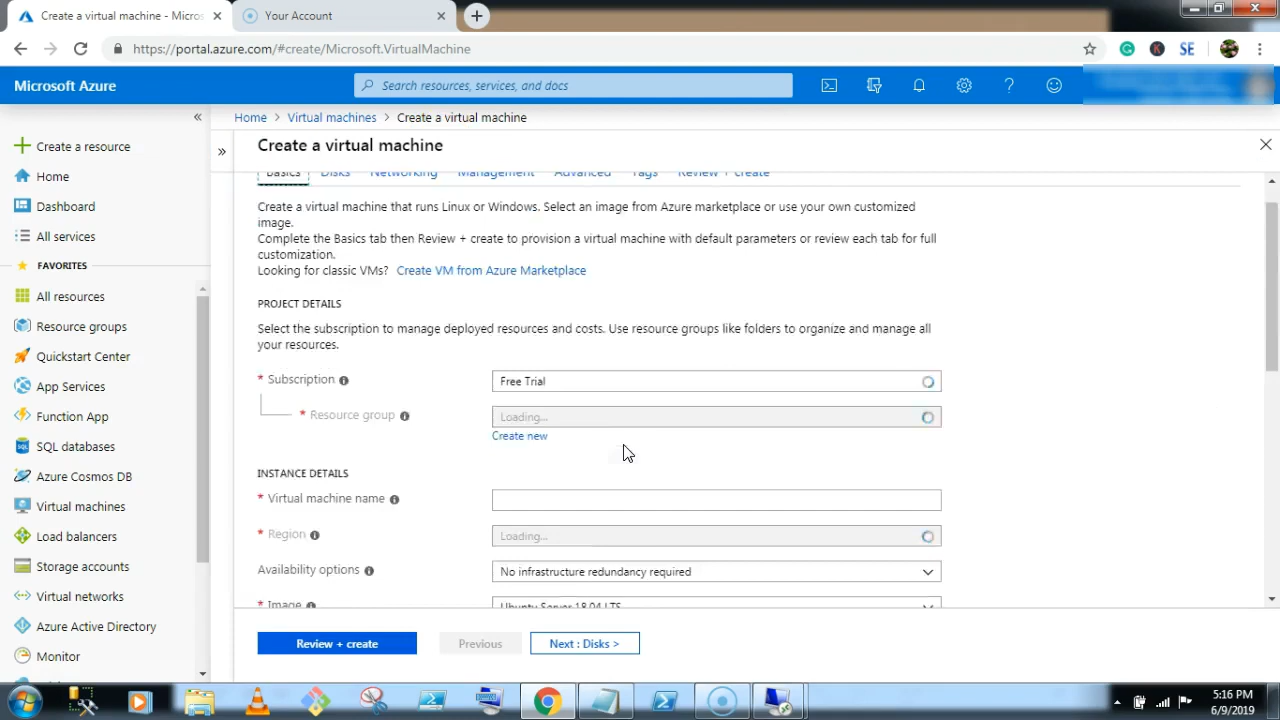 Create a virtual machine - Micros
Your Account
https://portal.azure.com/#create/Microsoft.VirtualMachine
SE
Microsoft Azure
Search resources, services, and docs
Home > Virtual machines > Create a virtual machine
Create a virtual machine
Create a resource
Home
Dashboard
All services
FAVORITES
All resources
Resource groups
Quickstart Center
App Services
Function App
SQL databases
Azure Cosmos DB
Virtual machines
Load balancers
Storage accounts
Virtual networks
Azure Active Directory
Monitor
Basics Disks Networking Management Advanced Tags Review + create
Create a virtual machine that runs Linux or Windows. Select an image from Azure marketplace or use your own customized
image.
Complete the Basics tab then Review + create to provision a virtual machine with default parameters or review each tab for full
customization.
Looking for classic VMs? Create VM from Azure Marketplace
PROJECT DETAILS
Select the subscription to manage deployed resources and costs. Use resource groups like folders to organize and manage all
your resources.
* Subscription
Free Trial
* Resource group
Loading...
Create new
INSTANCE DETAILS
* Virtual machine name
* Region
Loading...
Availability options
No infrastructure redundancy required
* Image
Ubuntu Server 18.04 LTS
Review + create
Previous
Next : Disks >
5:16 PM
6/9/2019